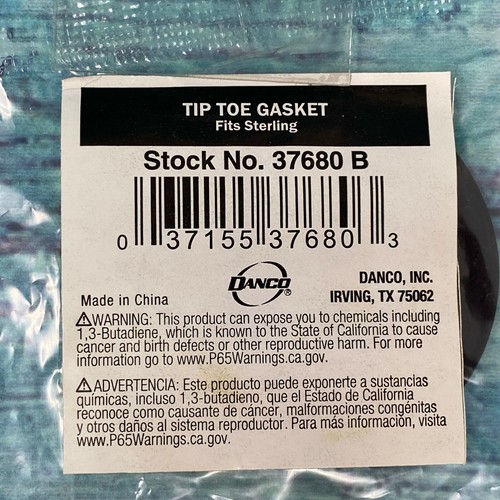 TIP TOE GASKET
Fits Sterling
Stock No. 37680 B
0 37155 37680 3
DANCO®
DANCO, INC.
Made in China
IRVING, TX 75062
⚠WARNING: This product can expose you to chemicals including
1,3-Butadiene, which is known to the State of California to cause
cancer and birth defects or other reproductive harm. For more
information go to www.P65Warnings.ca.gov.
⚠ADVERTENCIA: Este producto puede exponerte a sustancias
químicas, incluso 1,3-butadieno, que el Estado de California
reconoce como causante de cáncer, malformaciones congénitas
y otros daños al sistema reproductor. Para más información, visita
www.P65Warnings.ca.gov.